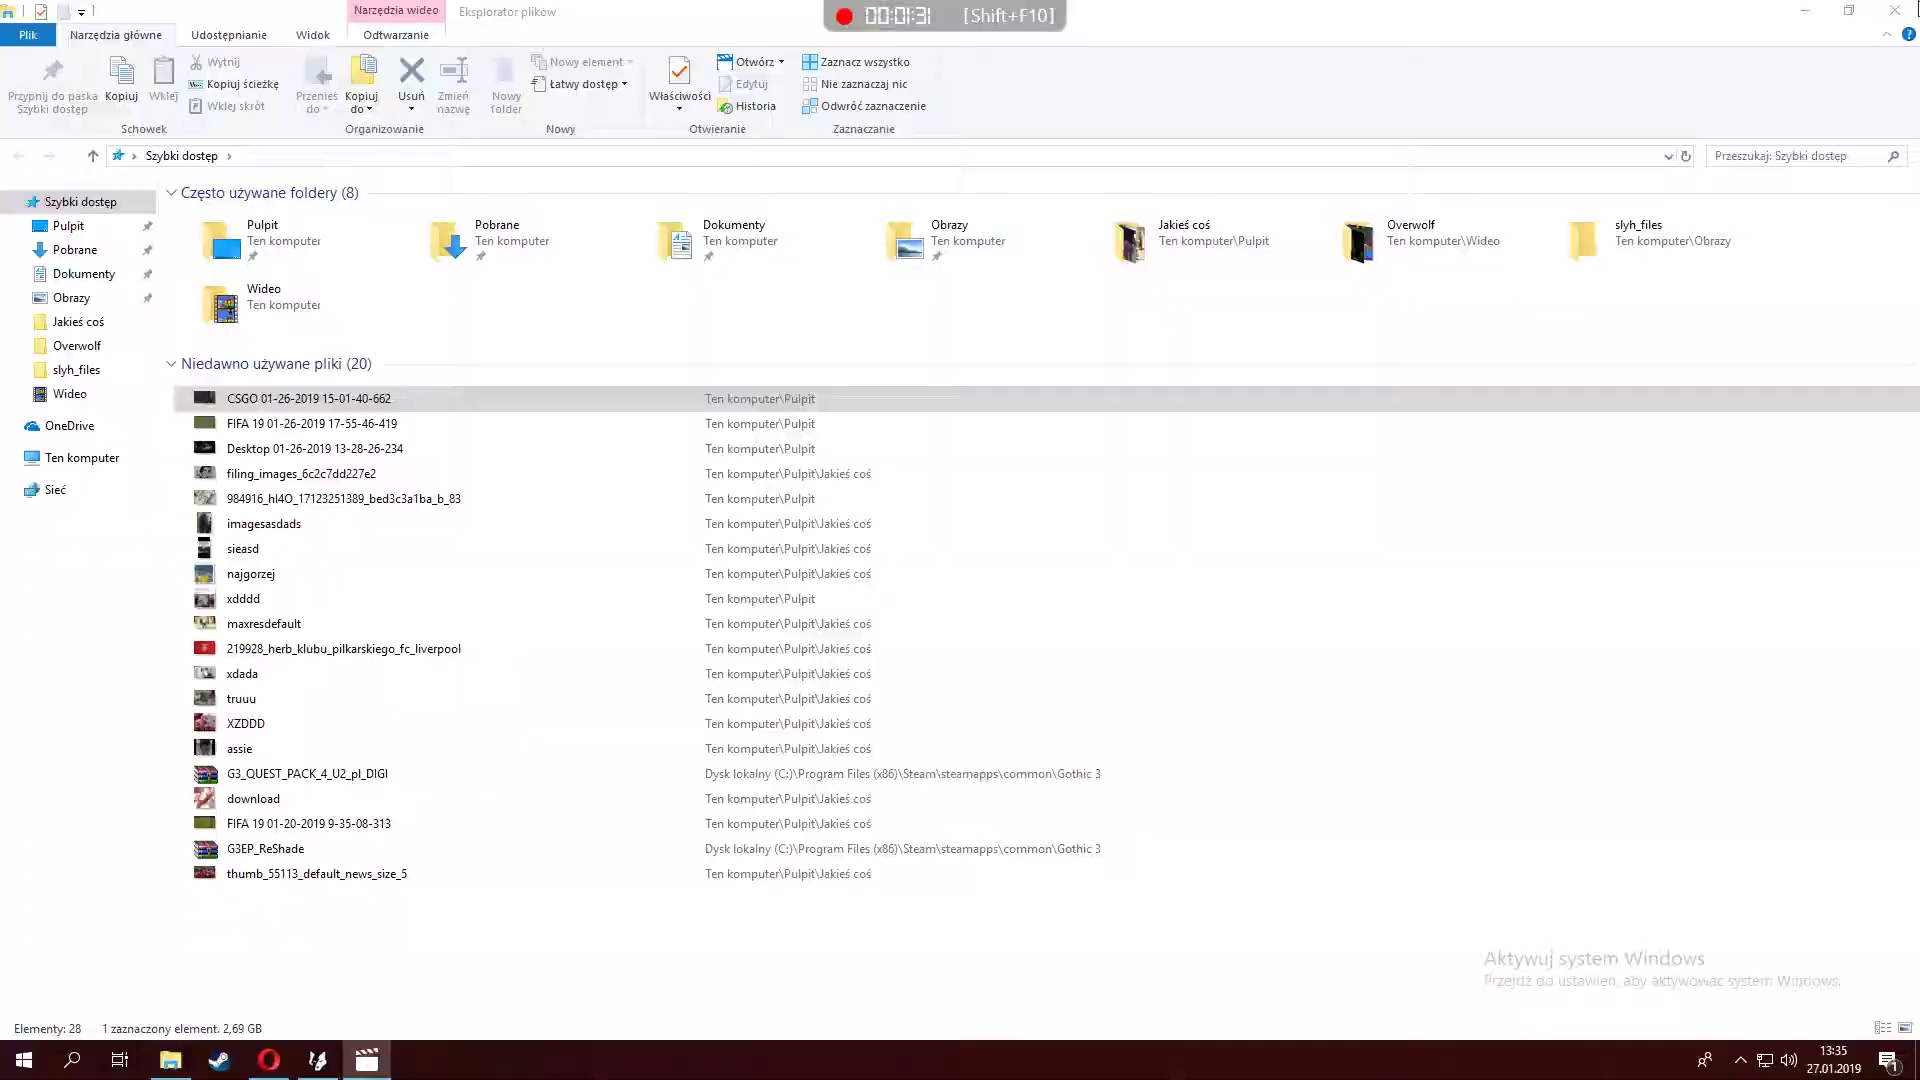 Narzędzia wideo
Eksplorator plików
00:01:31 [Shift+F10]
Plik
Narzędzia główne
Udostępnianie
Widok
Odtwarzanie
Przypnij do paska
Szybki dostęp
Kopiuj
Wklej
Wytnij
Kopiuj ścieżkę
Wklej skrót
Schowek
Przenieś
do
Kopiuj
do
Usuń
Zmień
nazwę
Organizowanie
Nowy
folder
Nowy element
Łatwy dostęp
Nowy
Właściwości
Otwórz
Edytuj
Historia
Otwieranie
Zaznacz wszystko
Nie zaznaczaj nic
Odwróć zaznaczenie
Zaznaczanie
Szybki dostęp
Przeszukaj: Szybki dostęp
Szybki dostęp
Pulpit
Pobrane
Dokumenty
Obrazy
Jakieś coś
Overwolf
slyh_files
Wideo
OneDrive
Ten komputer
Sieć
Często używane foldery (8)
Pulpit
Ten komputer
Pobrane
Ten komputer
Dokumenty
Ten komputer
Obrazy
Ten komputer
Jakieś coś
Ten komputer\Pulpit
Overwolf
Ten komputer\Wideo
slyh_files
Ten komputer\Obrazy
Wideo
Ten komputer
Niedawno używane pliki (20)
CSGO 01-26-2019 15-01-40-662 Ten komputer\Pulpit
FIFA 19 01-26-2019 17-55-46-419 Ten komputer\Pulpit
Desktop 01-26-2019 13-28-26-234 Ten komputer\Pulpit
filing_images_6c2c7dd227e2 Ten komputer\Pulpit\Jakieś coś
984916_hI4O_17123251389_bed3c3a1ba_b_83 Ten komputer\Pulpit
imagesasdads Ten komputer\Pulpit\Jakieś coś
sieasd Ten komputer\Pulpit\Jakieś coś
najgorzej Ten komputer\Pulpit\Jakieś coś
xdddd Ten komputer\Pulpit
maxresdefault Ten komputer\Pulpit\Jakieś coś
219928_herb_klubu_pilkarskiego_fc_liverpool Ten komputer\Pulpit\Jakieś coś
xdada Ten komputer\Pulpit\Jakieś coś
truuu Ten komputer\Pulpit\Jakieś coś
XZDDD Ten komputer\Pulpit\Jakieś coś
assie Ten komputer\Pulpit\Jakieś coś
G3_QUEST_PACK_4_U2_pl_DIGI Dysk lokalny (C:)\Program Files (x86)\Steam\steamapps\common\Gothic 3
download Ten komputer\Pulpit\Jakieś coś
FIFA 19 01-20-2019 9-35-08-313 Ten komputer\Pulpit\Jakieś coś
G3EP_ReShade Dysk lokalny (C:)\Program Files (x86)\Steam\steamapps\common\Gothic 3
thumb_55113_default_news_size_5 Ten komputer\Pulpit\Jakieś coś
Aktywuj system Windows
Przejdź do ustawień, aby aktywować system Windows.
Elementy: 28
1 zaznaczony element. 2,69 GB
13:35
27.01.2019
1